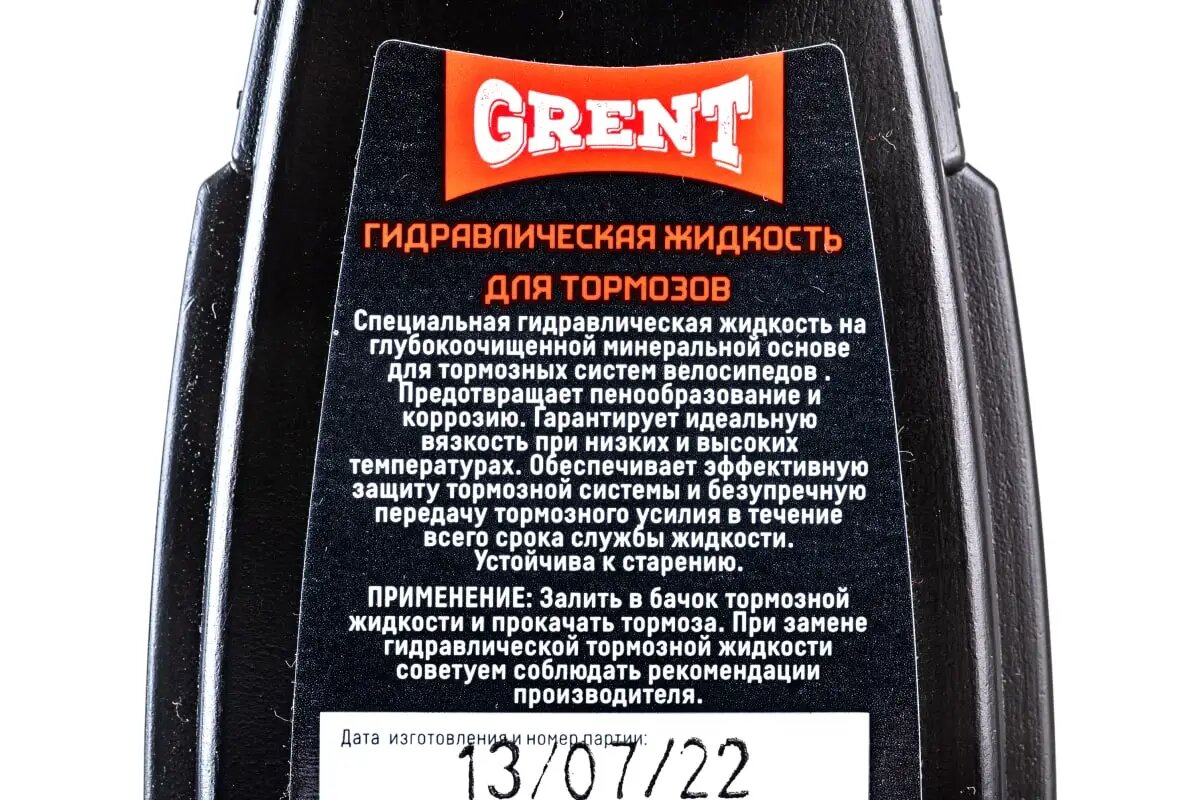 GRENT
ГИДРАВЛИЧЕСКАЯ ЖИДКОСТЬ
ДЛЯ ТОРМОЗОВ
Специальная гидравлическая жидкость на
глубокоочищенной минеральной основе
для тормозных систем велосипедов .
Предотвращает пенообразование и
коррозию. Гарантирует идеальную
вязкость при низких и высоких
температурах. Обеспечивает эффективную
защиту тормозной системы и безупречную
передачу тормозного усилия в течение
всего срока службы жидкости.
Устойчива к старению.
ПРИМЕНЕНИЕ: Залить в бачок тормозной
жидкости и прокачать тормоза. При замене
гидравлической тормозной жидкости
советуем соблюдать рекомендации
производителя.
Дата изготовления и номер партии:
13/07/22